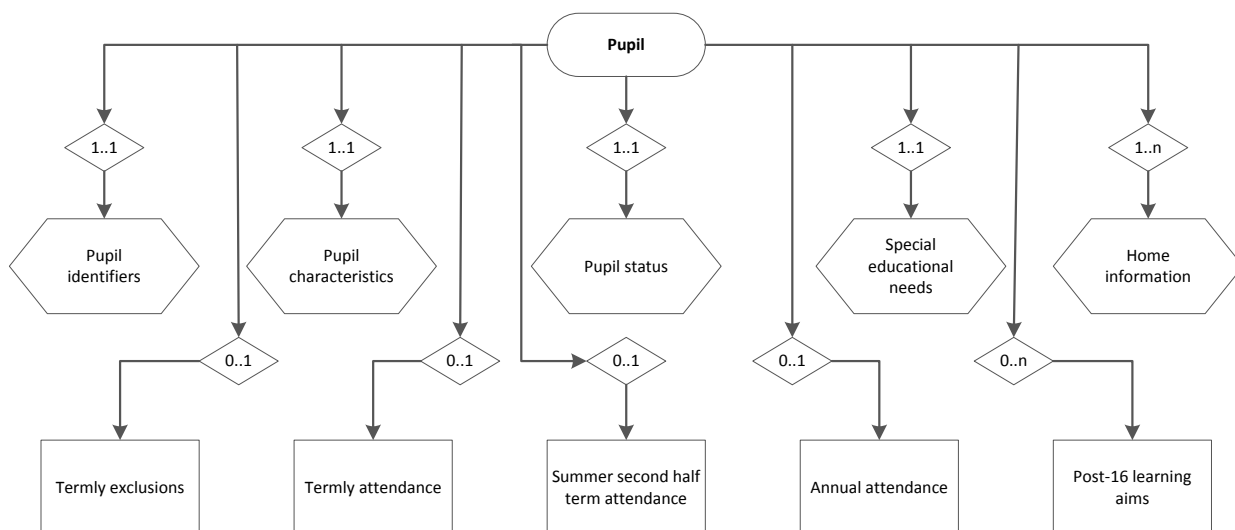 Pupil
1..1
1..1
1..1
1..1
1..n
Pupil
identifiers
Pupil
characteristics
Pupil status
Special
educational
needs
Home
information
0..1
0..1
0..1
0..1
0..n
Termly exclusions
Termly attendance
Summer second half
term attendance
Annual attendance
Post-16 learning
aims